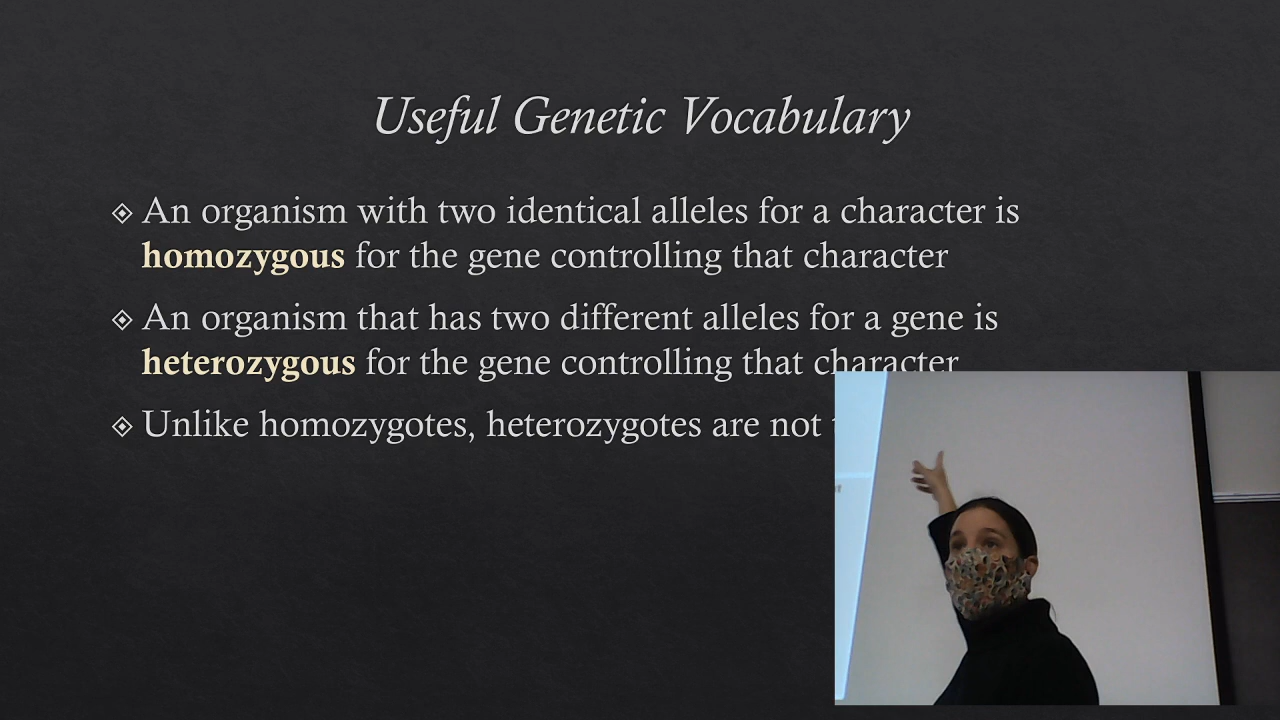 Useful Genetic Vocabulary
An organism with two identical alleles for a character is
homozygous for the gene controlling that character
An organism that has two different alleles for a gene is
heterozygous for the gene controlling that character
Unlike homozygotes, heterozygotes are not